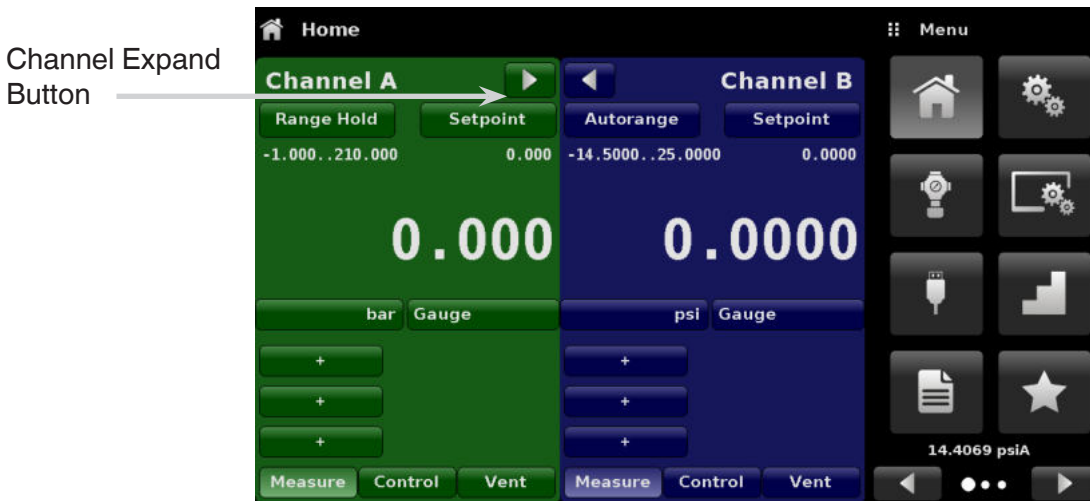 Channel Expand
Button
Home
Menu
Channel A
Channel B
Range Hold
Setpoint
Autorange
Setpoint
-1.000..210.000
0.000
-14.5000..25.0000
0.0000
0.000
0.0000
bar
Gauge
psi
Gauge
+
+
+
+
+
+
Measure
Control
Vent
Measure
Control
Vent
14.4069 psiA